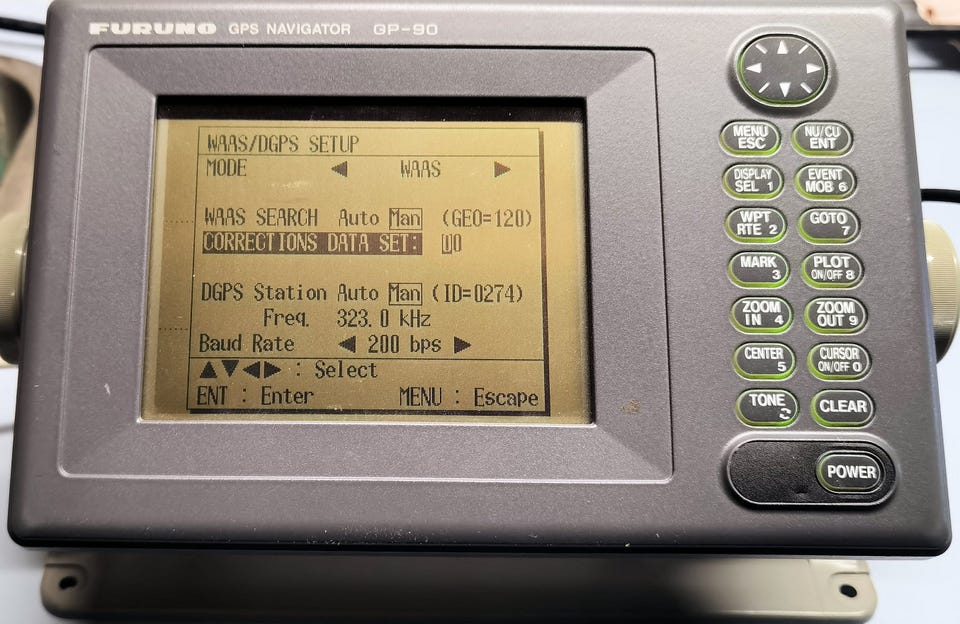 FURUNO GPS NAVIGATOR GP-90
WAAS/DGPS SETUP
MODE ◀ WAAS ▶
WAAS SEARCH Auto Man (GEO=120)
CORRECTIONS DATA SET: 00
DGPS Station Auto Man (ID=0274)
Freq. 323.0 kHz
Baud Rate ◀ 200 bps ▶
▲▼◀▶ : Select
ENT : Enter MENU : Escape
MENU
ESC
NU/CU
ENT
DISPLAY
SEL 1
EVENT
MOB 6
WPT
RTE 2
GOTO
7
MARK
3
PLOT
ON/OFF 8
ZOOM
IN 4
ZOOM
OUT 9
CENTER
5
CURSOR
ON/OFF 0
TONE
CLEAR
POWER